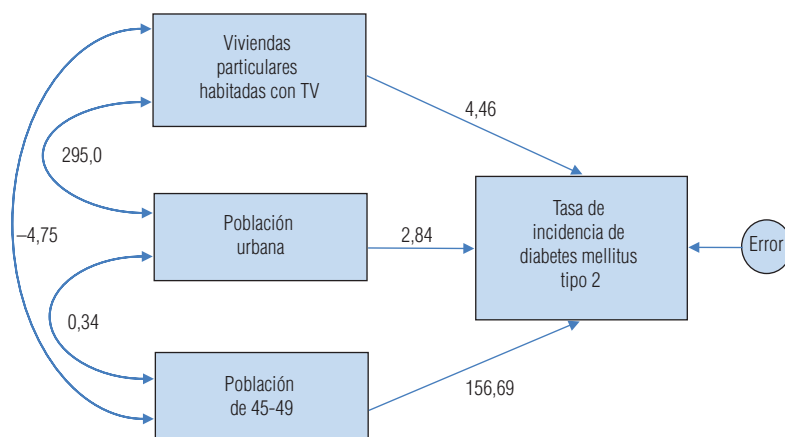 Viviendas
particulares
habitadas con TV
4,46
295,0
Población
urbana
2,84
Tasa de
incidencia de
diabetes mellitus
tipo 2
Error
–4,75
0,34
Población
de 45-49
156,69